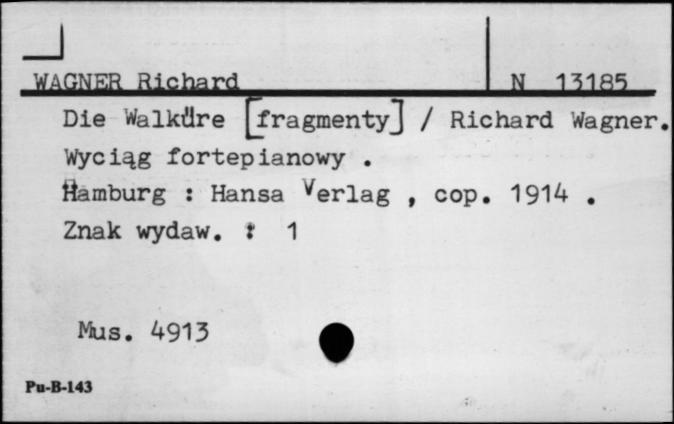 WAGNER Richard N 13185
Die Walküre [fragmenty] / Richard Wagner.
Wyciąg fortepianowy .
Hamburg : Hansa Verlag , cop. 1914 .
Znak wydaw. : 1
Mus. 4913
Pu-B-143